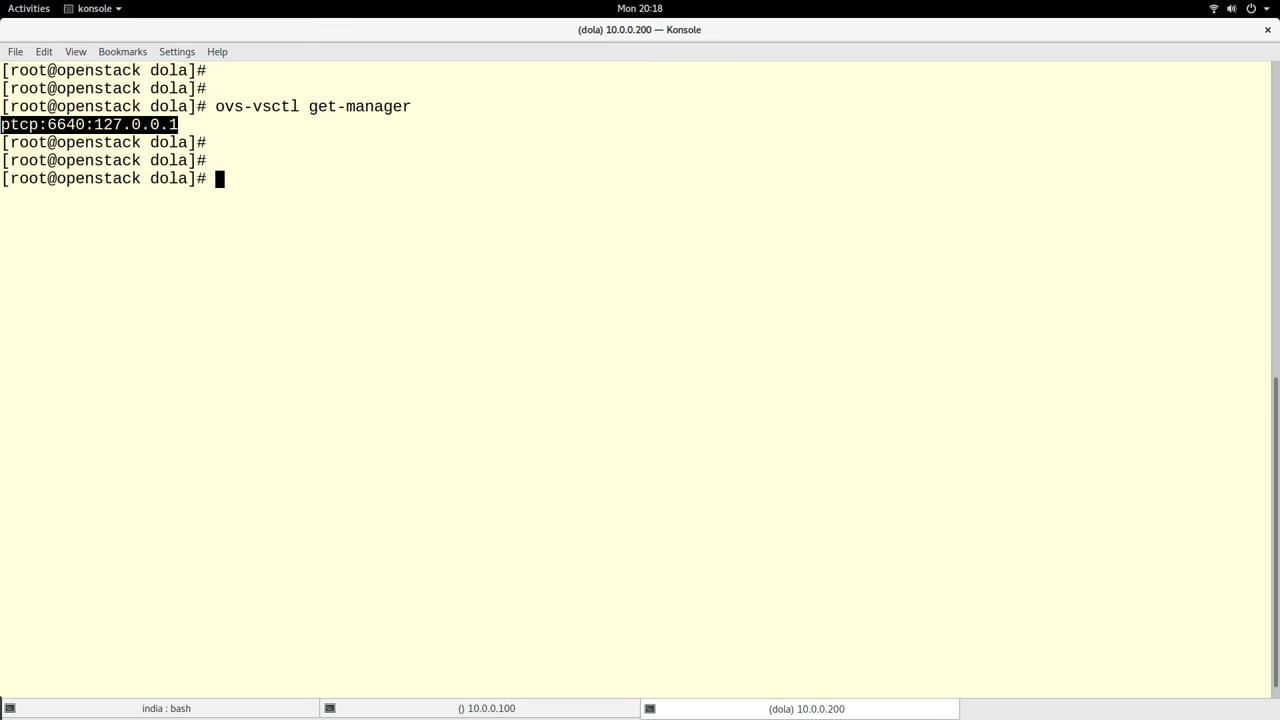 Activities konsole Mon 20:18
(dola) 10.0.0.200 — Konsole ×
File Edit View Bookmarks Settings Help
[root@openstack dola]#
[root@openstack dola]#
[root@openstack dola]# ovs-vsctl get-manager
ptcp:6640:127.0.0.1
[root@openstack dola]#
[root@openstack dola]#
[root@openstack dola]#
india : bash () 10.0.0.100 (dola) 10.0.0.200